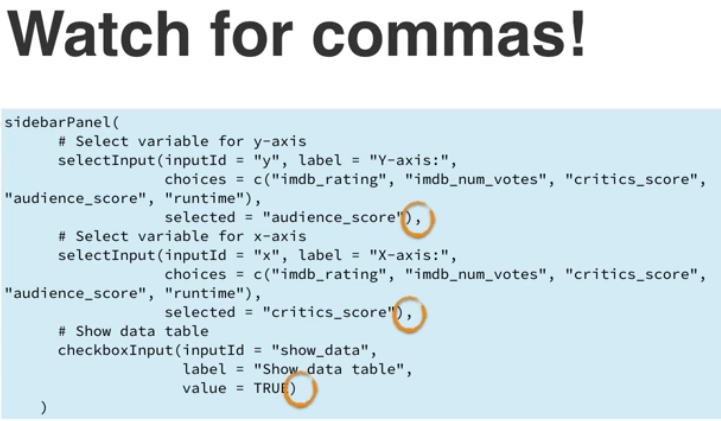 Watch for commas!
sidebarPanel(
# Select variable for y-axis
selectInput(inputId = "y", label = "Y-axis:",
choices = c("imdb_rating", "imdb_num_votes", "critics_score",
"audience_score", "runtime"),
selected = "audience_score"),
# Select variable for x-axis
selectInput(inputId = "x", label = "X-axis:",
choices = c("imdb_rating", "imdb_num_votes", "critics_score",
"audience_score", "runtime"),
selected = "critics_score"),
# Show data table
checkboxInput(inputId = "show_data",
label = "Show data table",
value = TRUE)
)